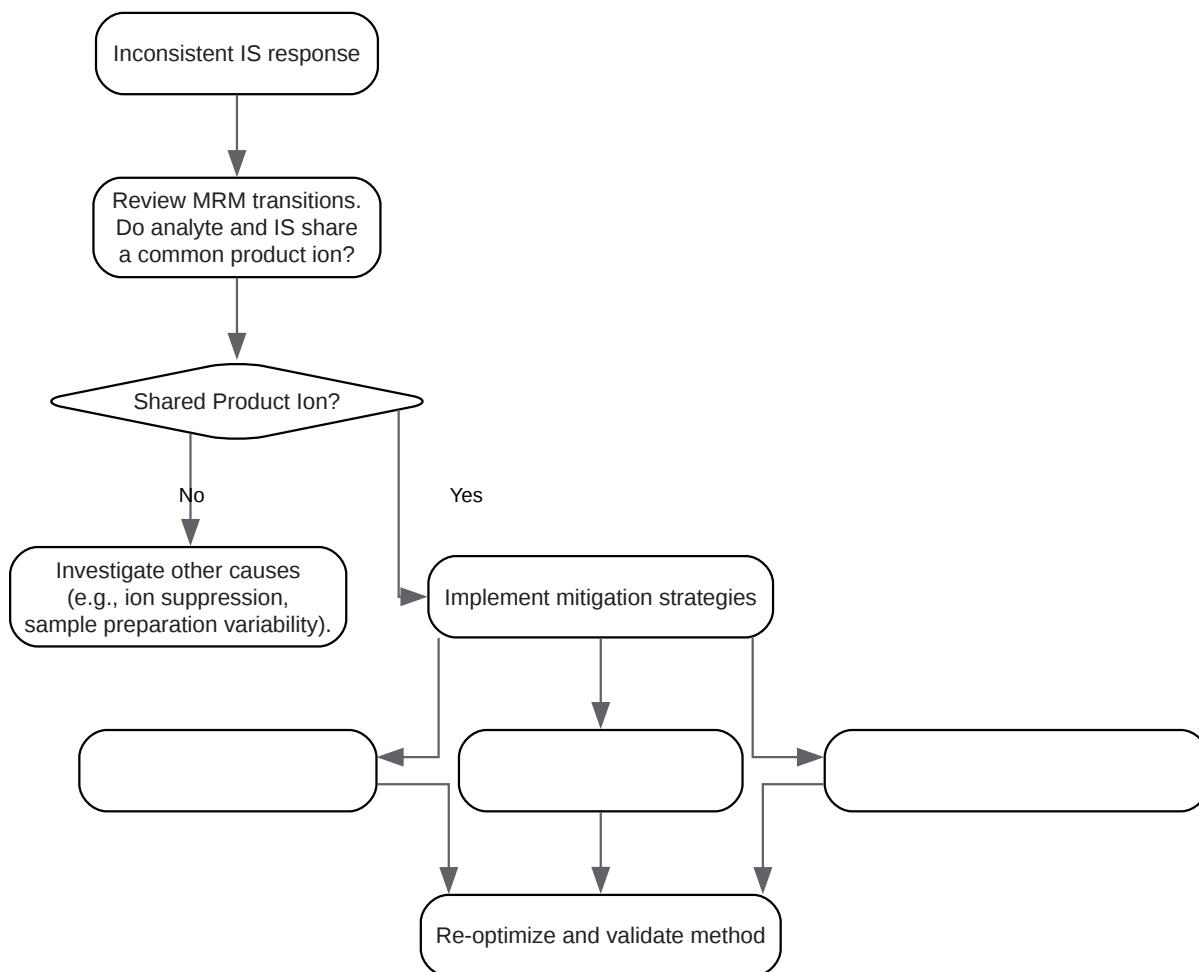 Inconsistent IS response
Review MRM transitions.
Do analyte and IS share
a common product ion?
Shared Product Ion?
No
Yes
Investigate other causes
(e.g., ion suppression,
sample preparation variability).
Implement mitigation strategies
Re-optimize and validate method